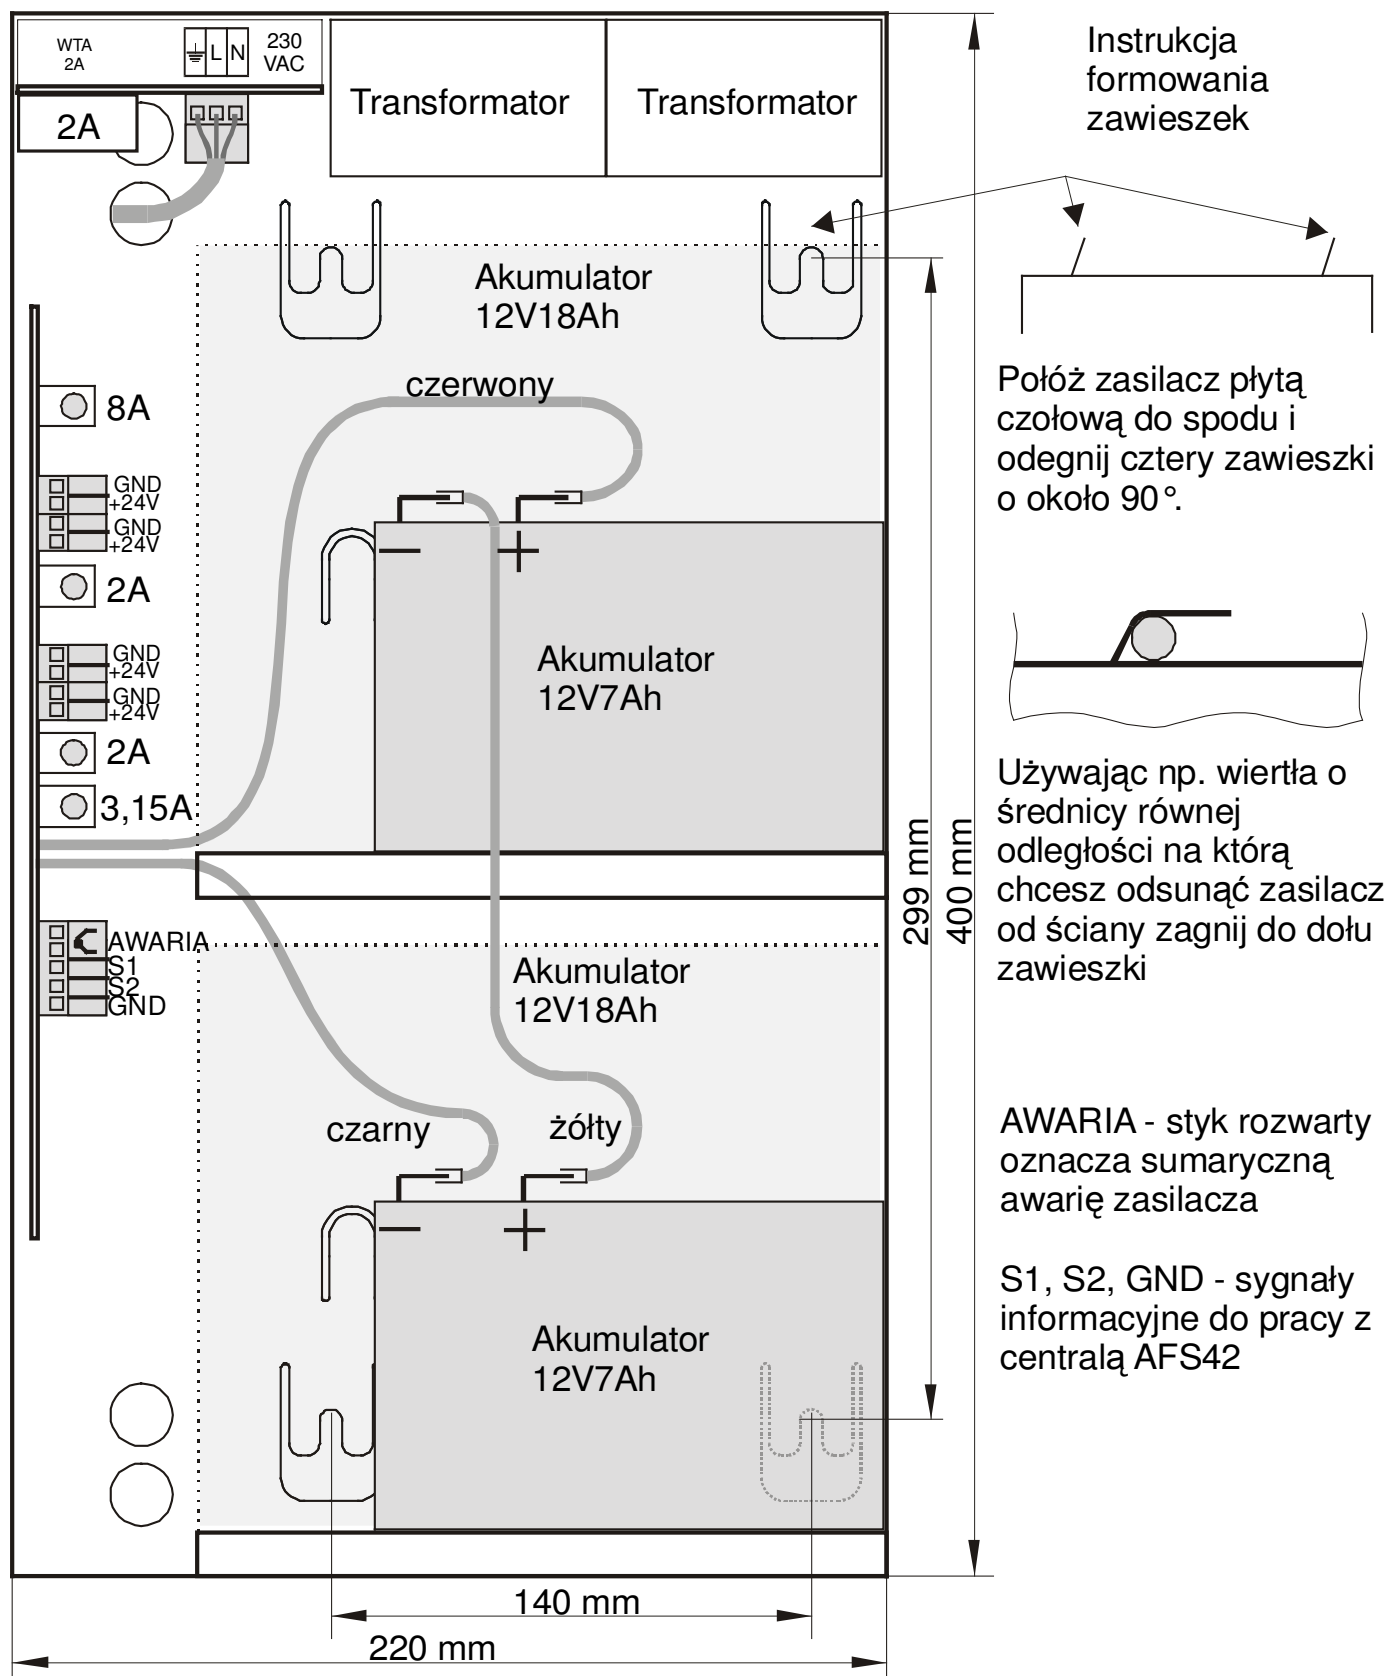 WTA
2A
L N
230
VAC
2A
Transformator
Transformator
Instrukcja
formowania
zawieszek
Akumulator
12V18Ah
czerwony
8A
GND
+24V
GND
+24V
2A
GND
+24V
GND
+24V
2A
3,15A
Akumulator
12V7Ah
Połóż zasilacz płytą
czołową do spodu i
odegnij cztery zawieszki
o około 90°.
Używając np. wiertła o
średnicy równej
odległości na którą
chcesz odsunąć zasilacz
od ściany zagnij do dołu
zawieszki
299 mm
400 mm
AWARIA
S1
S2
GND
Akumulator
12V18Ah
czarny
żółty
Akumulator
12V7Ah
AWARIA - styk rozwarty
oznacza sumaryczną
awarię zasilacza
S1, S2, GND - sygnały
informacyjne do pracy z
centralą AFS42
140 mm
220 mm